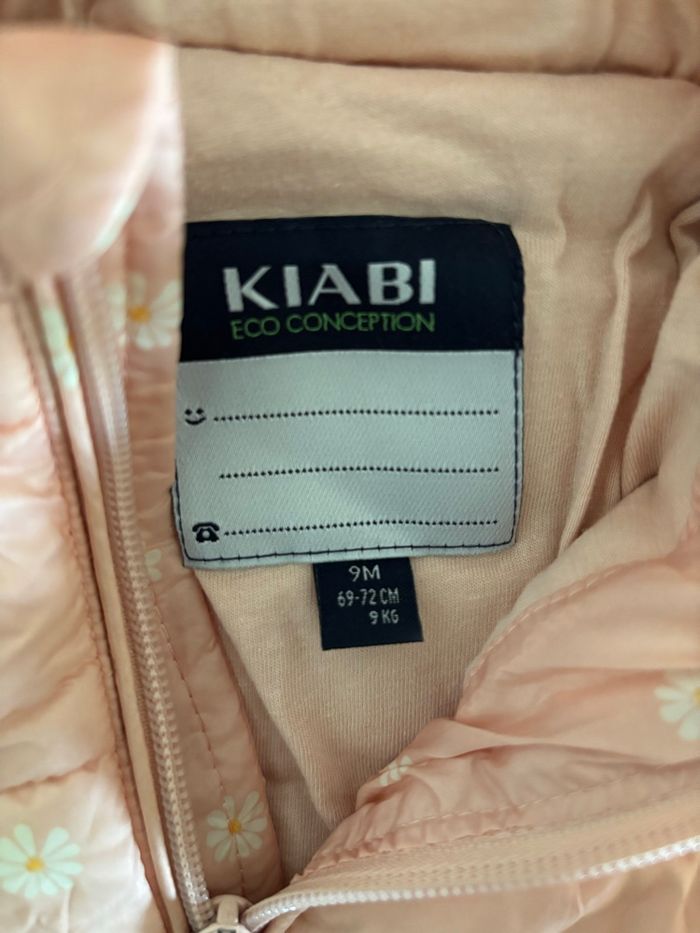 KIABI
ECO CONCEPTION
9M
69-72 CM
9 KG